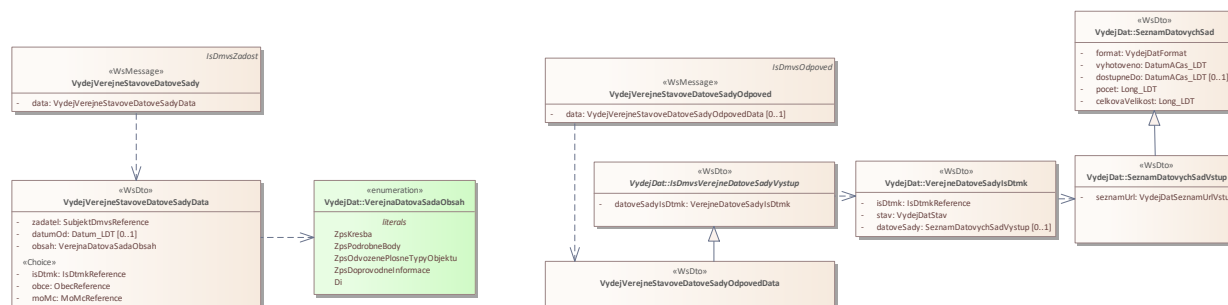 IsDmvsZadost
«WsMessage»
VydejVerejneStavoveDatoveSady
- data: VydejVerejneStavoveDatoveSadyData
«WsDto»
VydejVerejneStavoveDatoveSadyData
- zadatel: SubjektDmvsReference
- datumOd: Datum_LDT [0..1]
- obsah: VerejnaDatovaSadaObsah
«Choice»
- isDtmk: IsDtmkReference
- obce: ObecReference
- moMc: MoMcReference
«enumeration»
VydejDat::VerejnaDatovaSadaObsah
literals
ZpsKresba
ZpsPodrobneBody
ZpsOdvozenePlosneTypyObjektu
ZpsDoprovodneInformace
Di
IsDmvsOdpoved
«WsMessage»
VydejVerejneStavoveDatoveSadyOdpoved
- data: VydejVerejneStavoveDatoveSadyOdpovedData [0..1]
«WsDto»
VydejDat::IsDmvsVerejneDatoveSadyVystup
- datoveSadyIsDtmk: VerejneDatoveSadyIsDtmk
«WsDto»
VydejVerejneStavoveDatoveSadyOdpovedData
«WsDto»
VydejDat::VerejneDatoveSadyIsDtmk
- isDtmk: IsDtmkReference
- stav: VydejDatStav
- datoveSady: SeznamDatovychSadVystup [0..1]
«WsDto»
VydejDat::SeznamDatovychSad
- format: VydejDatFormat
- vyhotoveno: DatumACas_LDT
- dostupneDo: DatumACas_LDT [0..1]
- pocet: Long_LDT
- celkovaVelikost: Long_LDT
«WsDto»
VydejDat::SeznamDatovychSadVstup
- seznamUrl: VydejDatSeznamUrlVstu